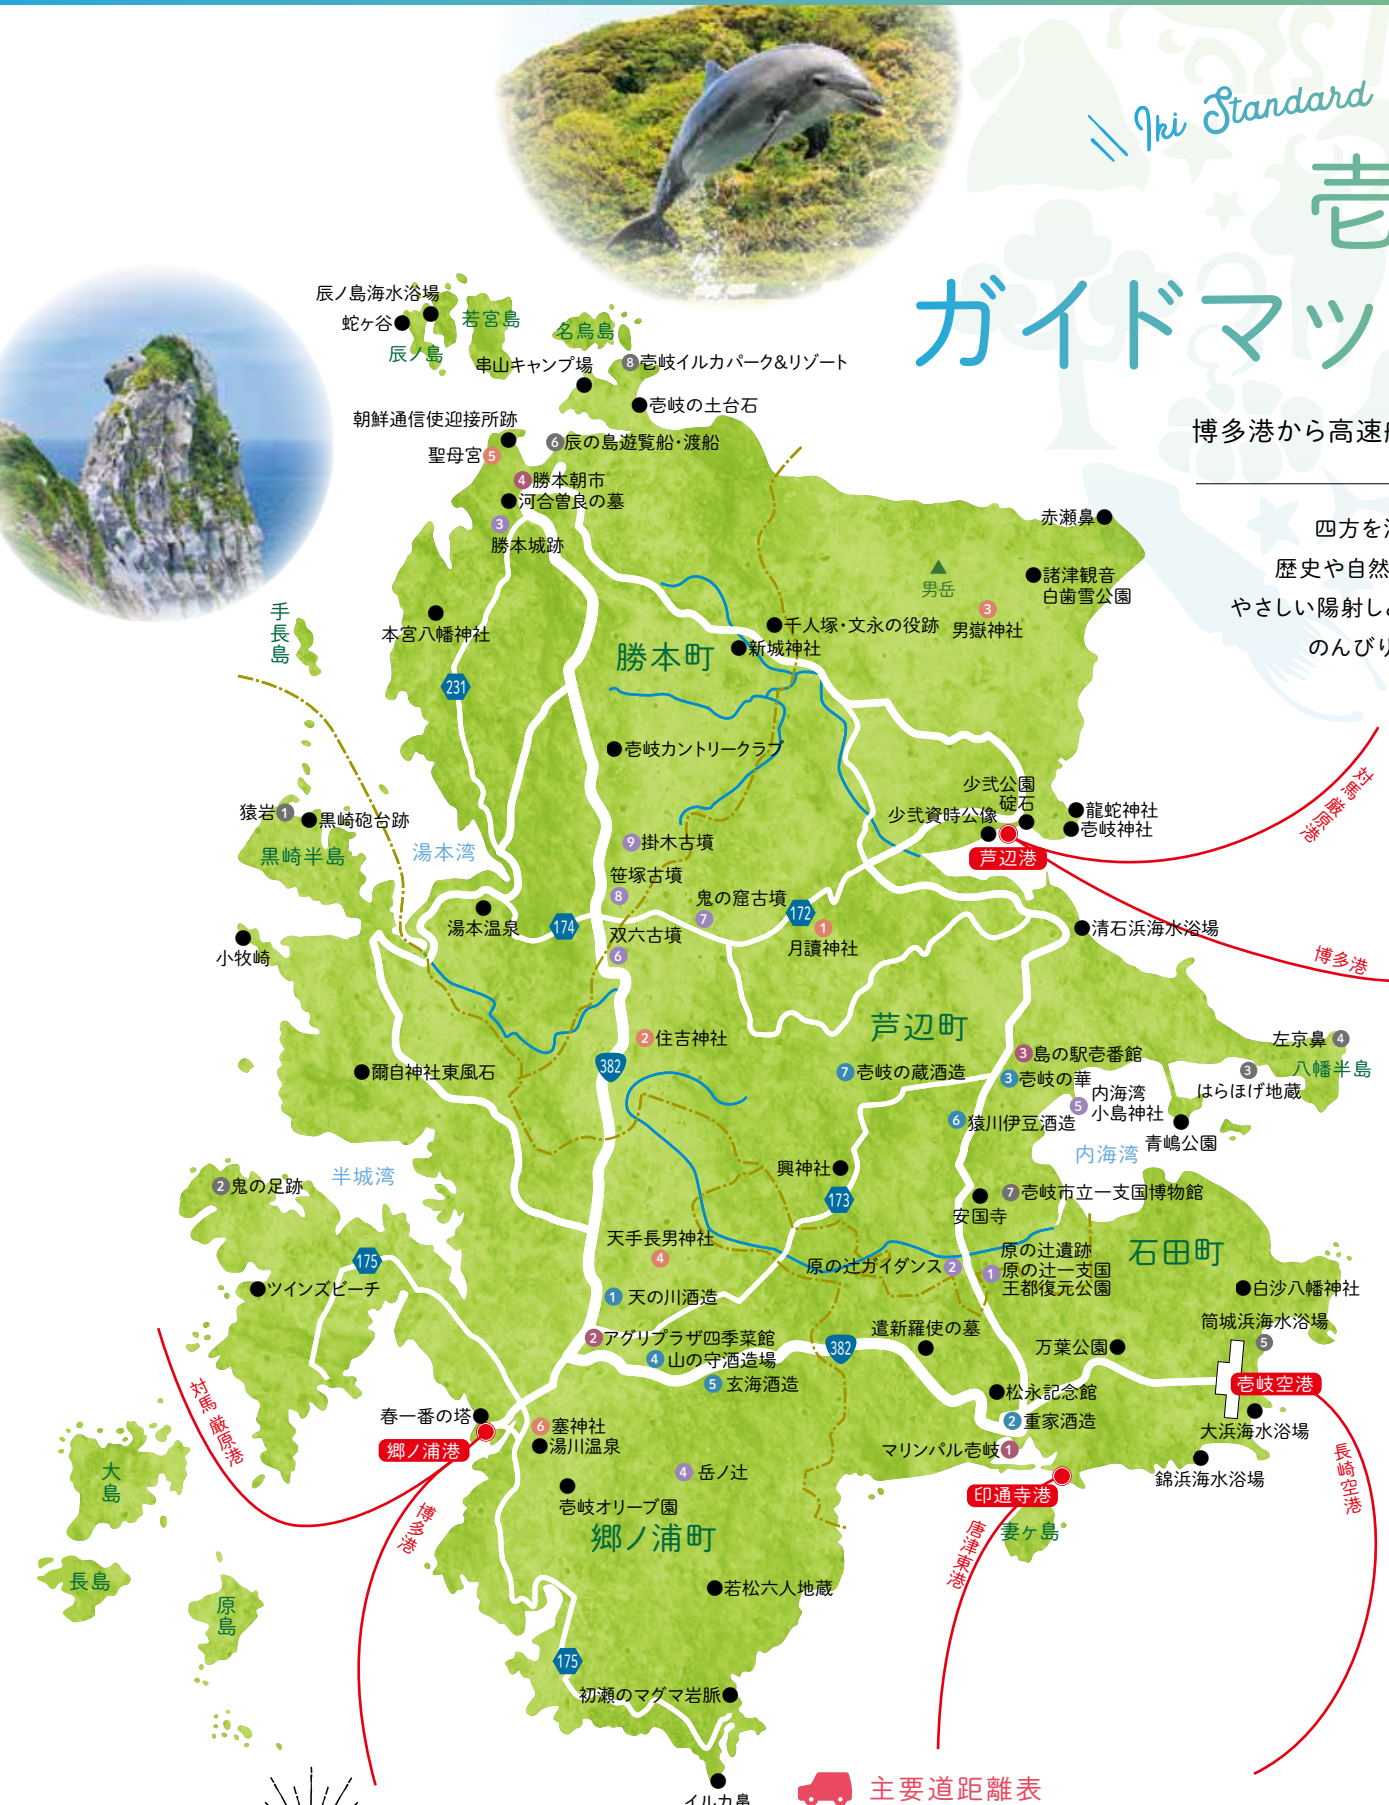 Iki Standard
壱
ガイドマッ
博多港から高速
四方を
歴史や自然
やさしい陽射し
のんびり
辰ノ島海水浴場
蛇ヶ谷
辰ノ島
若宮島
名烏島
串山キャンプ場
8 壱岐イルカパーク&リゾート
壱岐の土台石
朝鮮通信使迎接所跡
聖母宮 5
6 辰の島遊覧船・渡船
4 勝本朝市
河合曽良の墓
3
勝本城跡
赤瀬鼻
男岳
諸津観音
白歯雪公園
3
男嶽神社
手長島
本宮八幡神社
千人塚・文永の役跡
新城神社
勝本町
231
壱岐カントリークラブ
対馬 厳原港
少弐公園
碇石
少弐資時公像
龍蛇神社
壱岐神社
芦辺港
猿岩 1
黒崎砲台跡
黒崎半島
湯本湾
9 掛木古墳
笹塚古墳
8
鬼の窟古墳
7
172
1
月讀神社
湯本温泉
174
双六古墳
6
清石浜海水浴場
博多港
小牧崎
芦辺町
2 住吉神社
382
爾自神社東風石
7 壱岐の蔵酒造
3 島の駅壱番館
3 壱岐の華
左京鼻 4
八幡半島
3
はらほげ地蔵
5 内海湾
小島神社
6 猿川伊豆酒造
青嶋公園
内海湾
半城湾
2 鬼の足跡
興神社
173
7 壱岐市立一支国博物館
安国寺
天手長男神社
4
175
原の辻ガイダンス 2
原の辻遺跡
1 原の辻一支国
王都復元公園
石田町
ツインズビーチ
1 天の川酒造
白沙八幡神社
筒城浜海水浴場
5
2 アグリプラザ四季菜館
4 山の守酒造場
5 玄海酒造
遣新羅使の墓
382
万葉公園
壱岐空港
松永記念館
大浜海水浴場
対馬 厳原港
春一番の塔
郷ノ浦港
6 塞神社
湯川温泉
2 重家酒造
マリンパル壱岐 1
4 岳ノ辻
錦浜海水浴場
長崎空港
大島
壱岐オリーブ園
印通寺港
博多港
郷ノ浦町
唐津東港
妻ヶ島
長島
原島
若松六人地蔵
175
初瀬のマグマ岩脈
主要道距離表
イルカ鼻